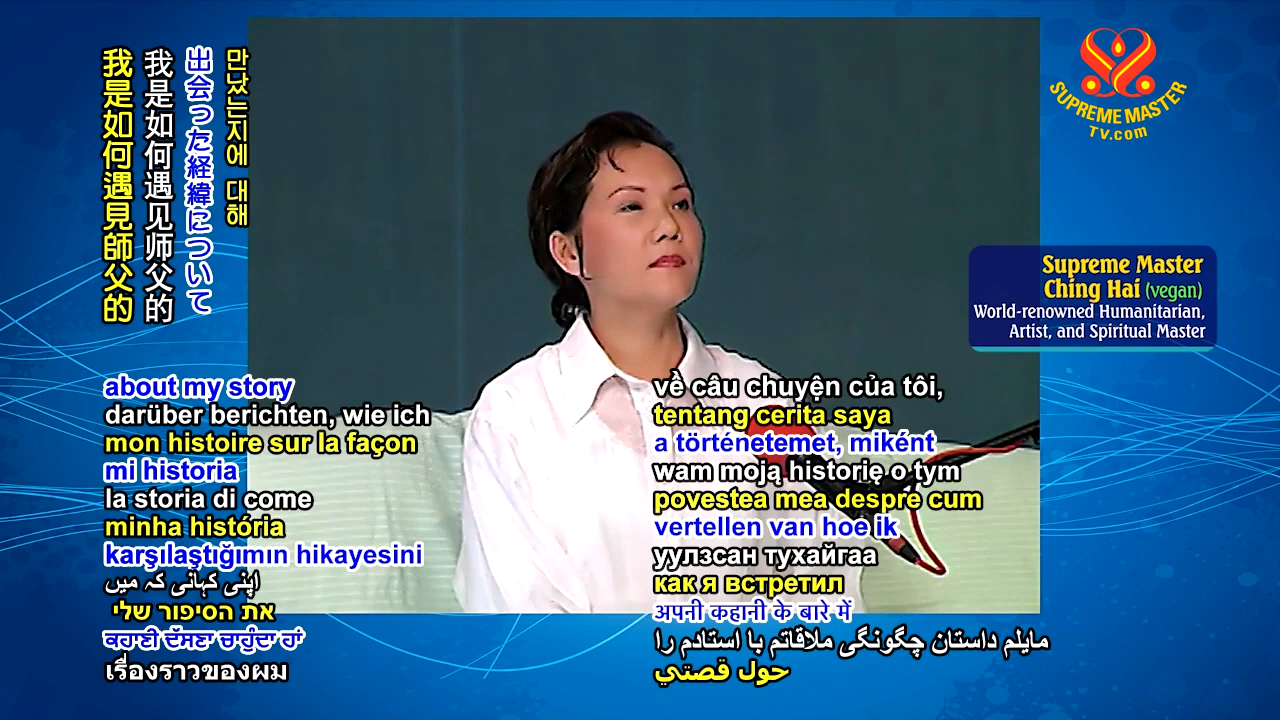 我是如何遇見師父的
我是如何遇见师父的
出会った経緯について
만났는지에 대해
SUPREME MASTER
TV.com
Supreme Master
Ching Hai (vegan)
World-renowned Humanitarian,
Artist, and Spiritual Master
about my story
darüber berichten, wie ich
mon histoire sur la façon
mi historia
la storia di come
minha história
karşılaştığımın hikayesini
اپنی کہانی کہ میں
את הסיפור שלי
ਕਹਾਣੀ ਦੱਸਣਾ ਚਾਹੁੰਦਾ ਹਾਂ
เรื่องราวของผม
về câu chuyện của tôi,
tentang cerita saya
a történetemet, miként
wam moją historię o tym
povestea mea despre cum
vertellen van hoe ik
уулзсан тухайгаа
как я встретил
अपनी कहानी के बारे में
مایلم داستان چگونگی ملاقاتم با استادم را
حول قصتي